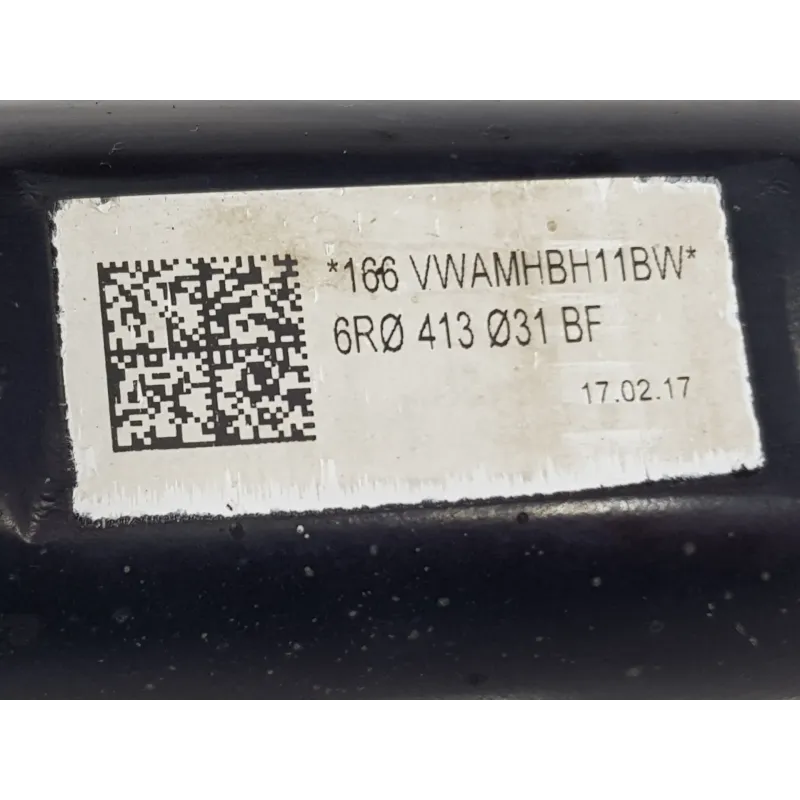 *166 VWAMHBH11BW*
6RØ 413 Ø31 BF
17.02.17